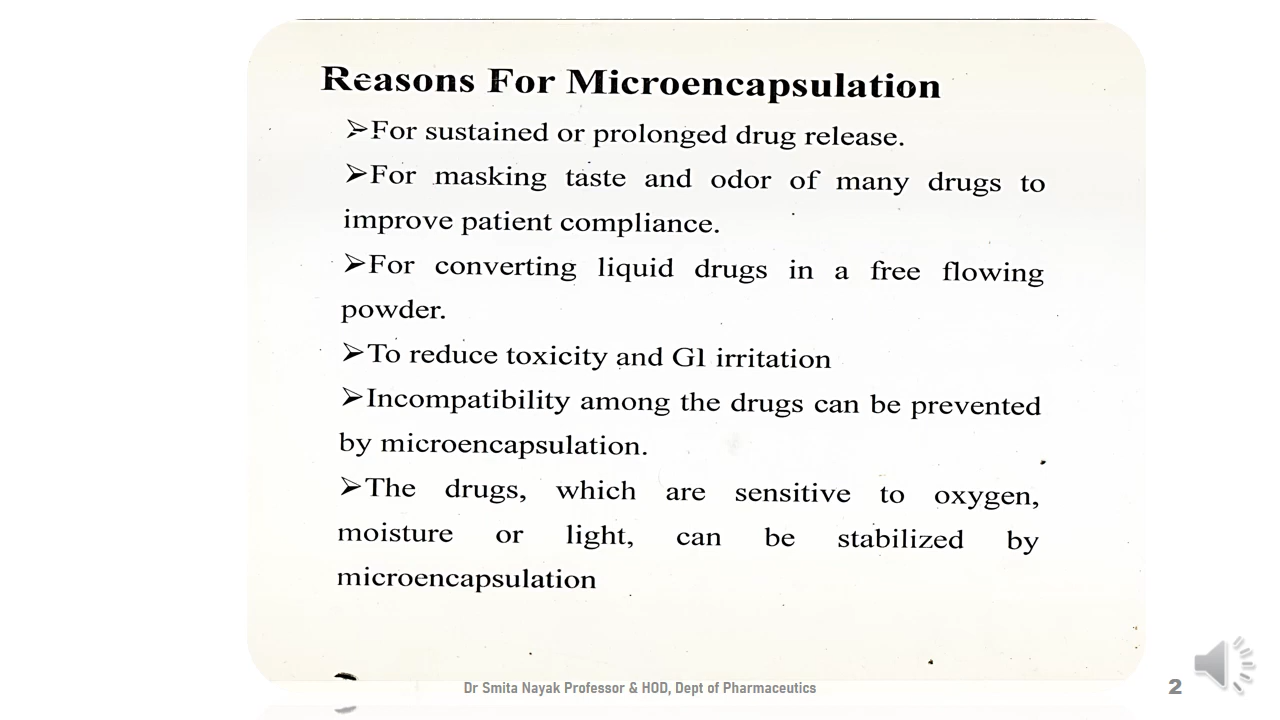 Reasons For Microencapsulation
➢For sustained or prolonged drug release.
➢For masking taste and odor of many drugs to
improve patient compliance.
➢For converting liquid drugs in a free flowing
powder.
➢To reduce toxicity and GI irritation
➢Incompatibility among the drugs can be prevented
by microencapsulation.
➢The drugs, which are sensitive to oxygen,
moisture or light, can be stabilized by
microencapsulation
Dr Smita Nayak Professor & HOD, Dept of Pharmaceutics
2